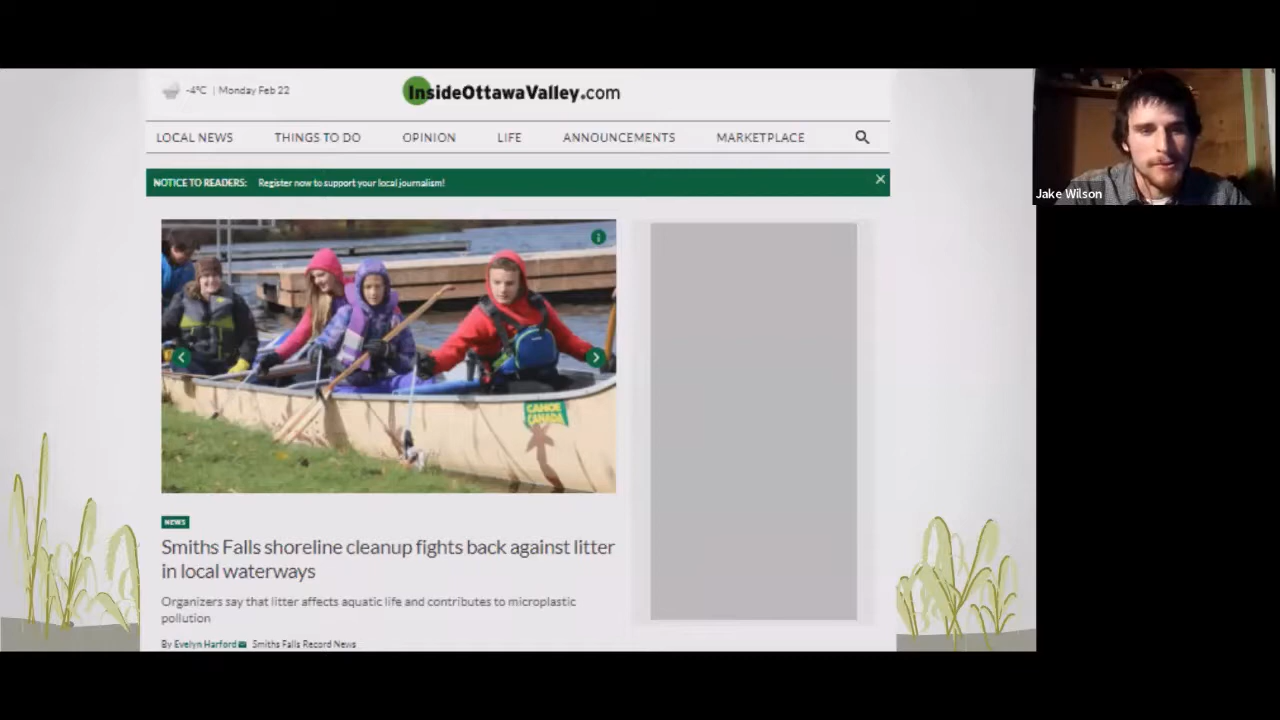 -4°C | Monday Feb 22
InsideOttawaValley.com
LOCAL NEWS THINGS TO DO OPINION LIFE ANNOUNCEMENTS MARKETPLACE
NOTICE TO READERS: Register now to support your local journalism!
Jake Wilson
CANOE
CANADA
NEWS
Smiths Falls shoreline cleanup fights back against litter
in local waterways
Organizers say that litter affects aquatic life and contributes to microplastic
pollution
By Evelyn Harford Smiths Falls Record News